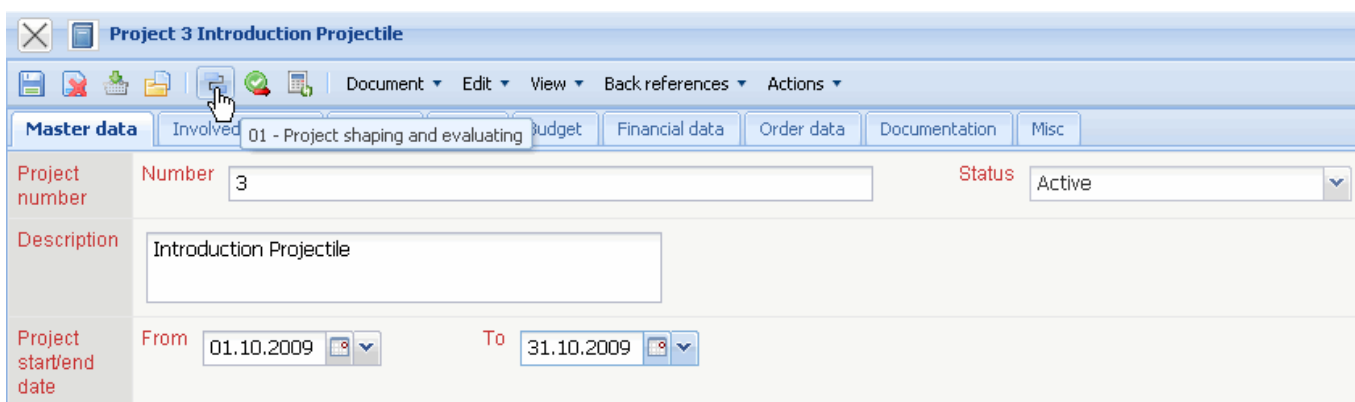 Project 3 Introduction Projectile
Document Edit View Back references Actions
Master data Involved Budget Financial data Order data Documentation Misc
01 - Project shaping and evaluating
Project number Number 3 Status Active
Description Introduction Projectile
Project start/end date From 01.10.2009 To 31.10.2009